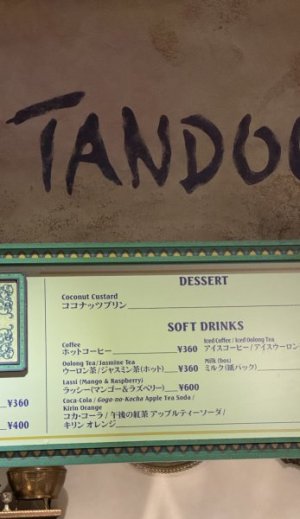 TANDOO
DESSERT
Coconut Custard
ココナッツプリン
SOFT DRINKS
Coffee
ホットコーヒー ¥360
Iced Coffee / Iced Oolong Tea
アイスコーヒー/アイスウーロン
Oolong Tea/Jasmine Tea
ウーロン茶/ジャスミン茶(ホット) ¥360
Milk (box)
ミルク(紙パック)
Lassi (Mango & Raspberry)
ラッシー(マンゴー&ラズベリー) ¥600
¥360
Coca-Cola / Gogo-no-Kocha Apple Tea Soda /
Kirin Orange
コカ・コーラ/午後の紅茶 アップルティーソーダ/
¥400
キリン オレンジ